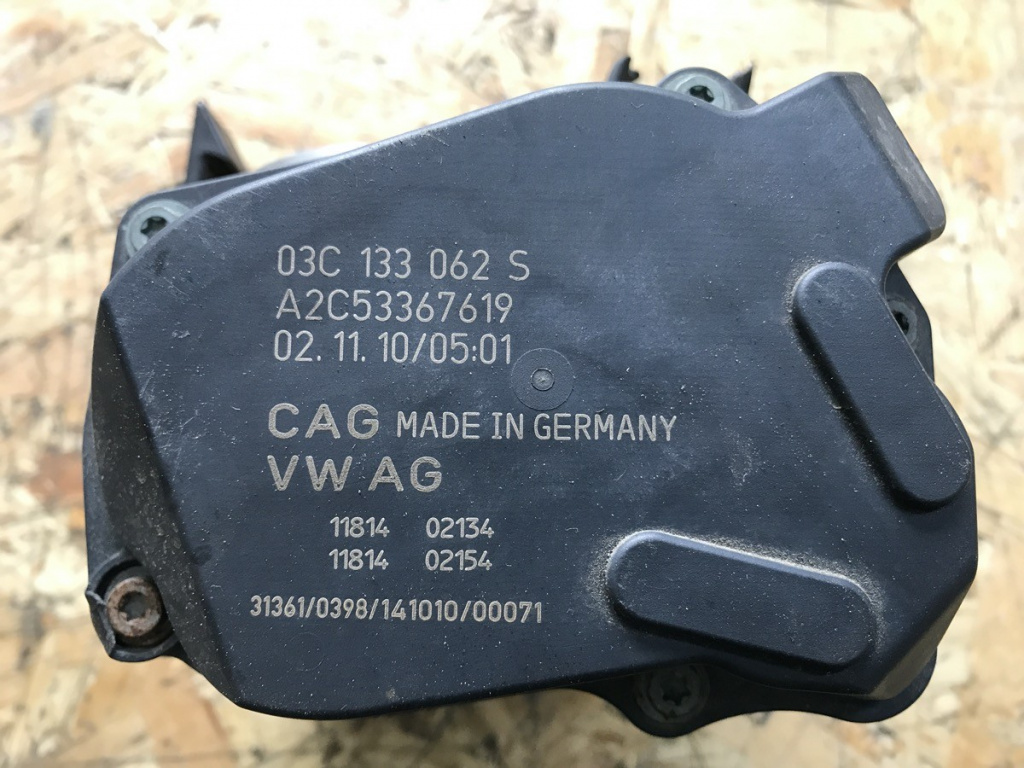 03C 133 062 S
A2C53367619
02.11.10/05:01
CAG MADE IN GERMANY
VW AG
11814 02134
11814 02154
31361/0398/141010/00071